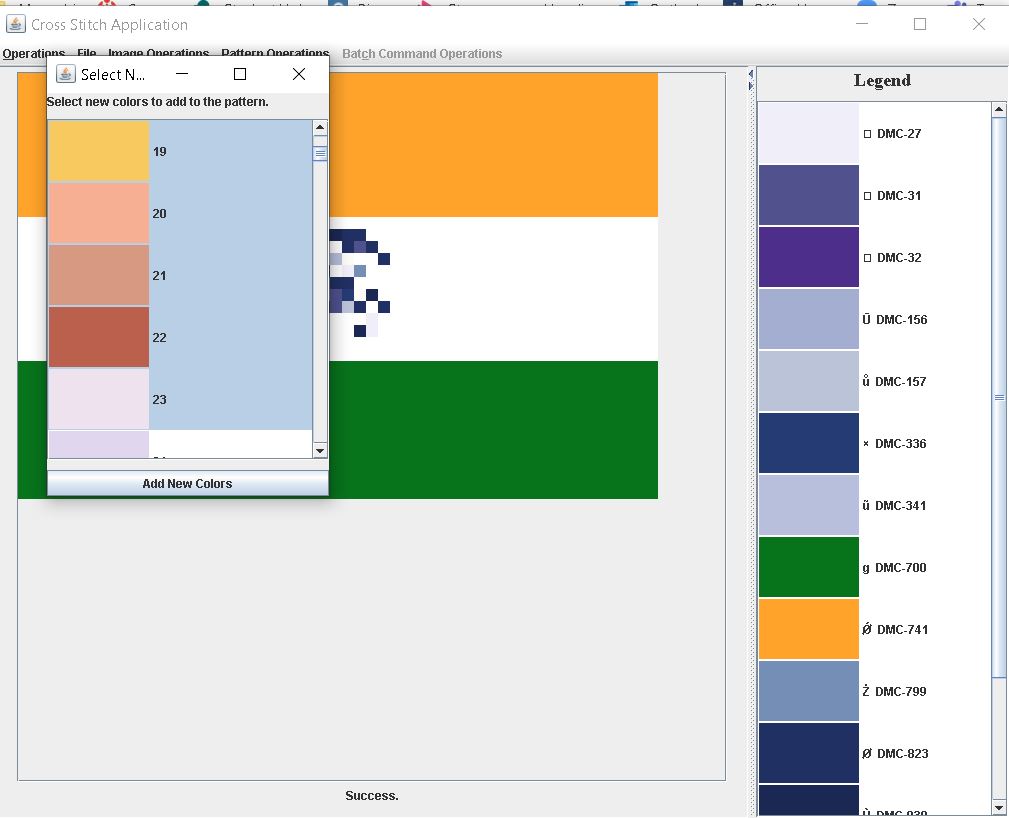 Cross Stitch Application
Operations File Image Operations Pattern Operations Batch Command Operations
Select N...
Select new colors to add to the pattern.
19
20
21
22
23
Add New Colors
Legend
□ DMC-27
□ DMC-31
□ DMC-32
Ü DMC-156
ů DMC-157
× DMC-336
ű DMC-341
g DMC-700
Ǿ DMC-741
Ż DMC-799
Ø DMC-823
Success.